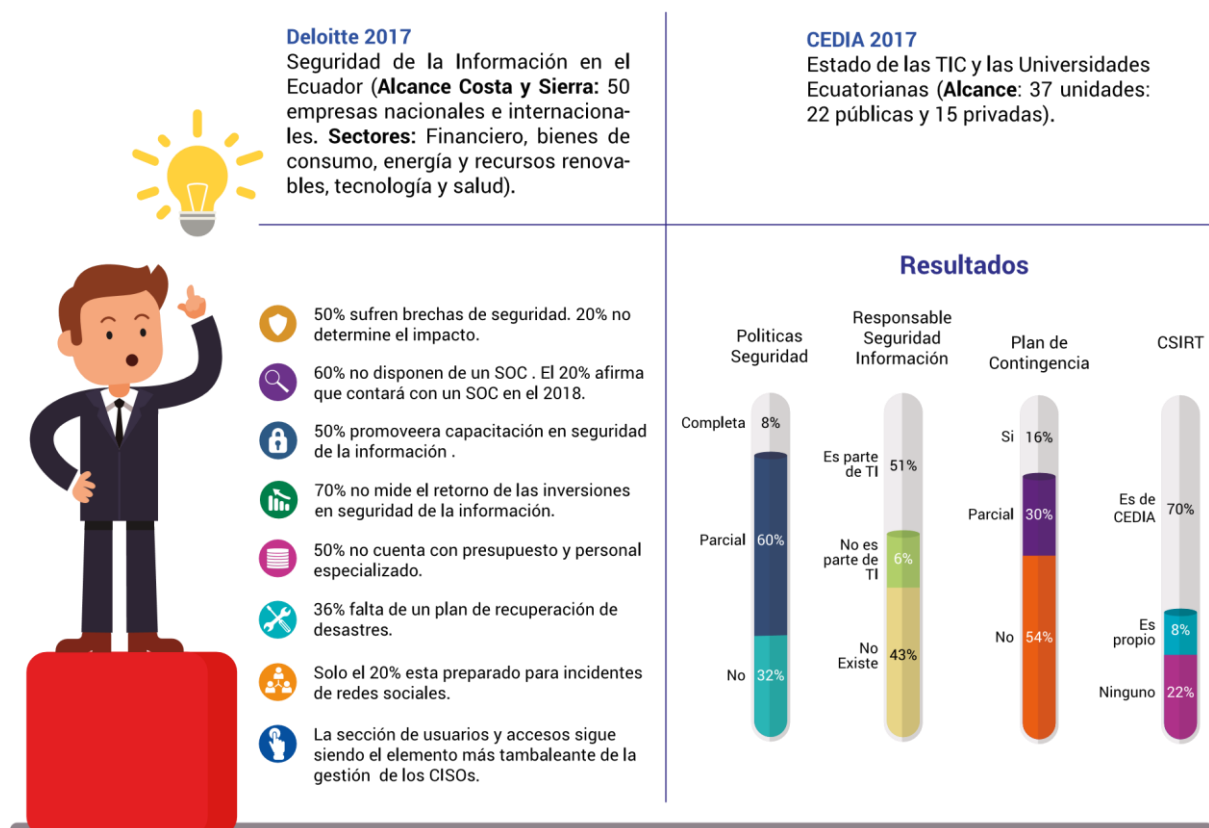 Deloitte 2017
Seguridad de la Información en el
Ecuador (Alcance Costa y Sierra: 50
empresas nacionales e internaciona-
les. Sectores: Financiero, bienes de
consumo, energía y recursos renova-
bles, tecnología y salud).
CEDIA 2017
Estado de las TIC y las Universidades
Ecuatorianas (Alcance: 37 unidades:
22 públicas y 15 privadas).
50% sufren brechas de seguridad. 20% no
determine el impacto.
60% no disponen de un SOC . El 20% afirma
que contará con un SOC en el 2018.
50% promoveera capacitación en seguridad
de la información .
70% no mide el retorno de las inversiones
en seguridad de la información.
50% no cuenta con presupuesto y personal
especializado.
36% falta de un plan de recuperación de
desastres.
Solo el 20% esta preparado para incidentes
de redes sociales.
La sección de usuarios y accesos sigue
siendo el elemento más tambaleante de la
gestión de los CISOs.
Resultados
Politicas
Seguridad
Completa
8%
Parcial
60%
No
32%
Responsable
Seguridad
Información
Es parte
de TI
51%
No es
parte de
TI
6%
No
Existe
43%
Plan de
Contingencia
Si
16%
Parcial
30%
No
54%
CSIRT
Es de
CEDIA
70%
Es
propio
8%
Ninguno
22%